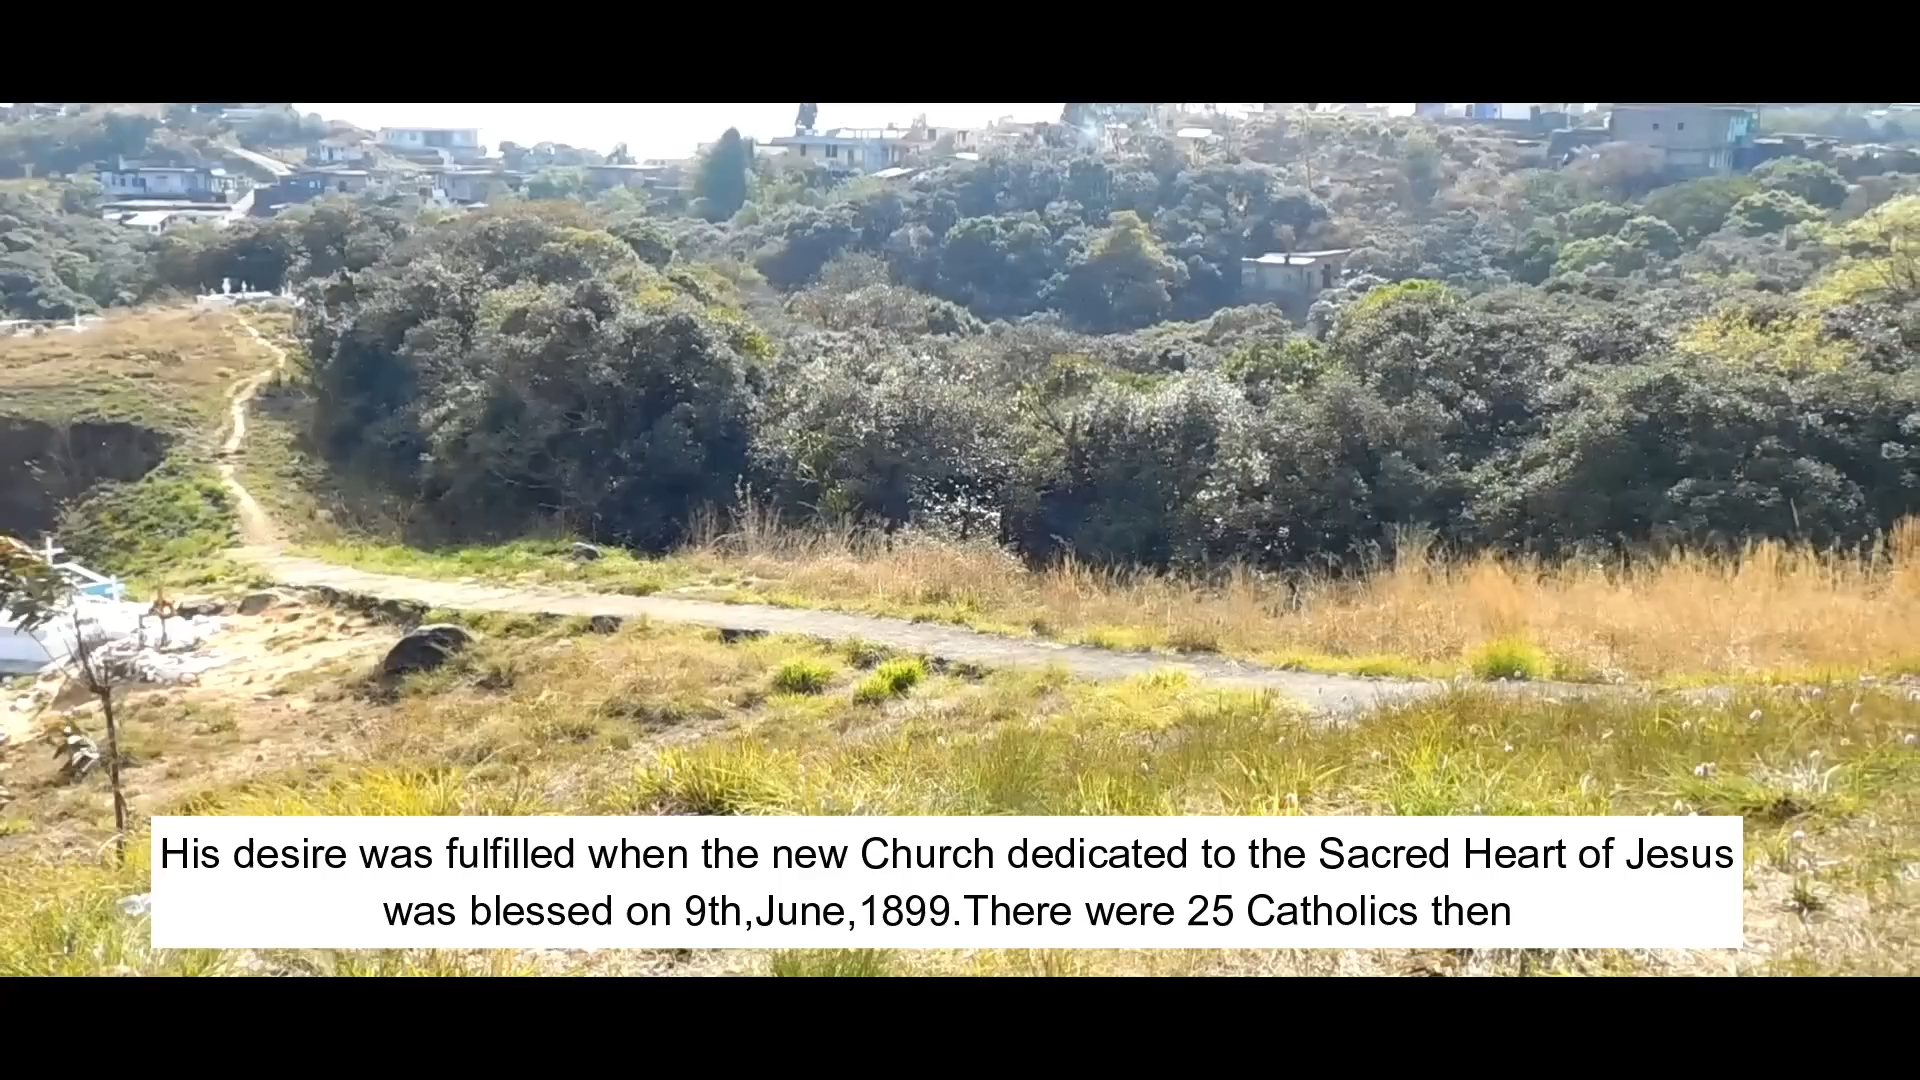 His desire was fulfilled when the new Church dedicated to the Sacred Heart of Jesus
was blessed on 9th,June,1899.There were 25 Catholics then